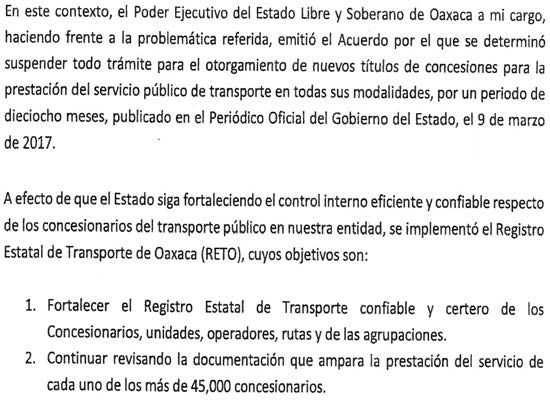 En este contexto, el Poder Ejecutivo del Estado Libre y Soberano de Oaxaca a mi cargo,
haciendo frente a la problemática referida, emitió el Acuerdo por el que se determinó
suspender todo trámite para el otorgamiento de nuevos títulos de concesiones para la
prestación del servicio público de transporte en todas sus modalidades, por un periodo de
dieciocho meses, publicado en el Periódico Oficial del Gobierno del Estado, el 9 de marzo
de 2017.
A efecto de que el Estado siga fortaleciendo el control interno eficiente y confiable respecto
de los concesionarios del transporte público en nuestra entidad, se implementó el Registro
Estatal de Transporte de Oaxaca (RETO), cuyos objetivos son:
1. Fortalecer el Registro Estatal de Transporte confiable y certero de los
Concesionarios, unidades, operadores, rutas y de las agrupaciones.
2. Continuar revisando la documentación que ampara la prestación del servicio de
cada uno de los más de 45,000 concesionarios.